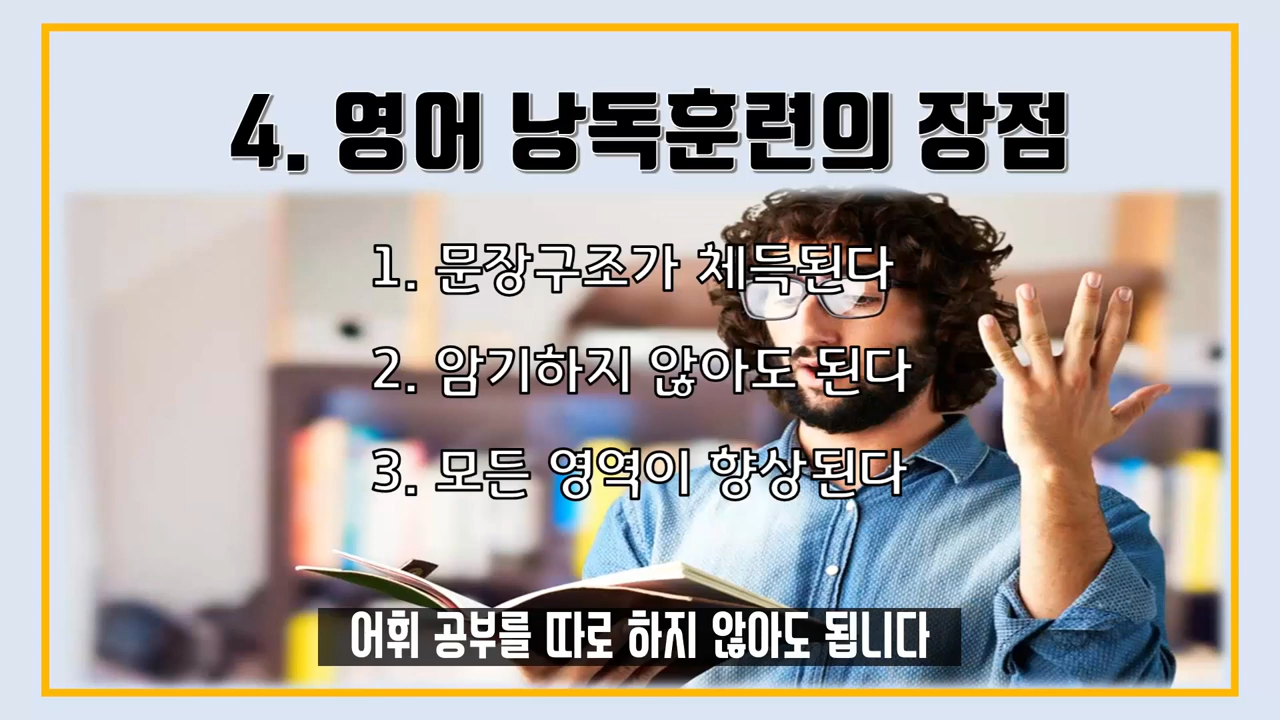 4. 영어 낭독훈련의 장점
1. 문장구조가 체득된다
2. 암기하지 않아도 된다
3. 모든 영역이 향상된다
어휘 공부를 따로 하지 않아도 됩니다